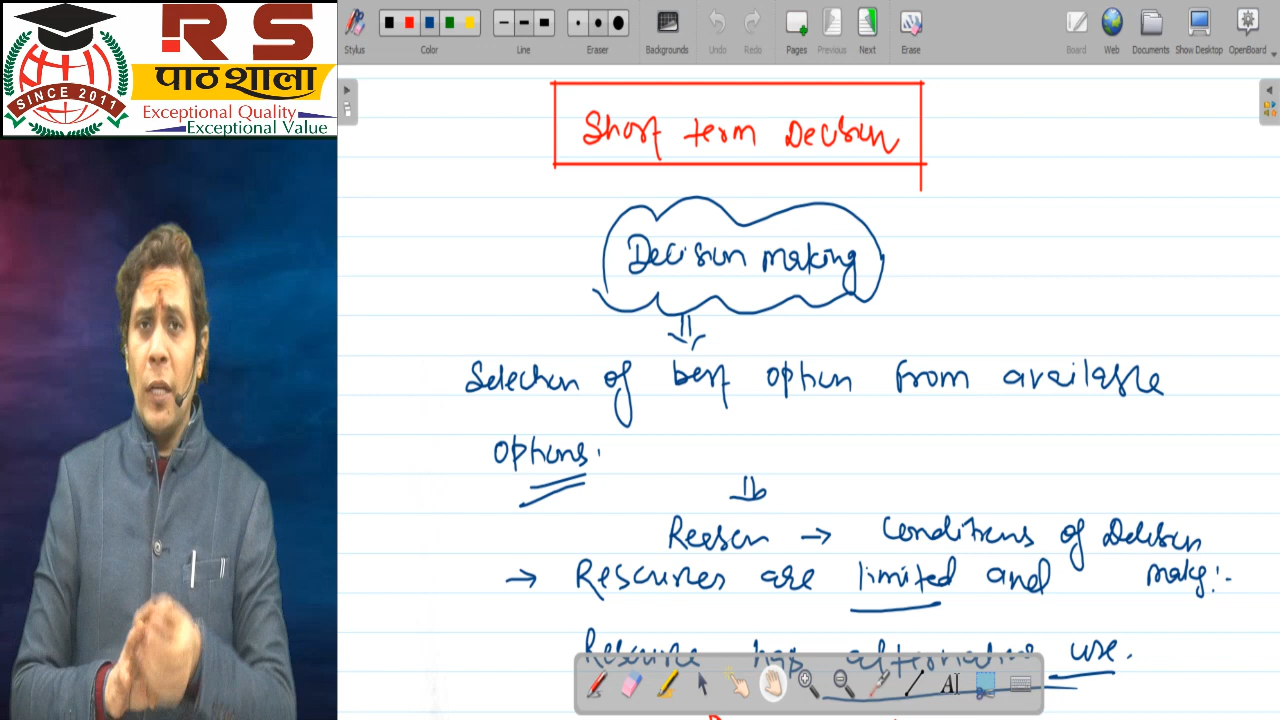 RS
पाठशाला
SINCE 2011
Exceptional Quality
Exceptional Value
Stylus
Color
Line
Eraser
Backgrounds
Undo
Redo
Pages
Previous
Next
Erase
Board
Web
Documents
Show Desktop
OpenBoard
Short term Decision
Decision making
Selection of best option from available
options.
Reason → Conditions of Decision
making:-
→ Resources are limited and
Resource has alternative use.
AI